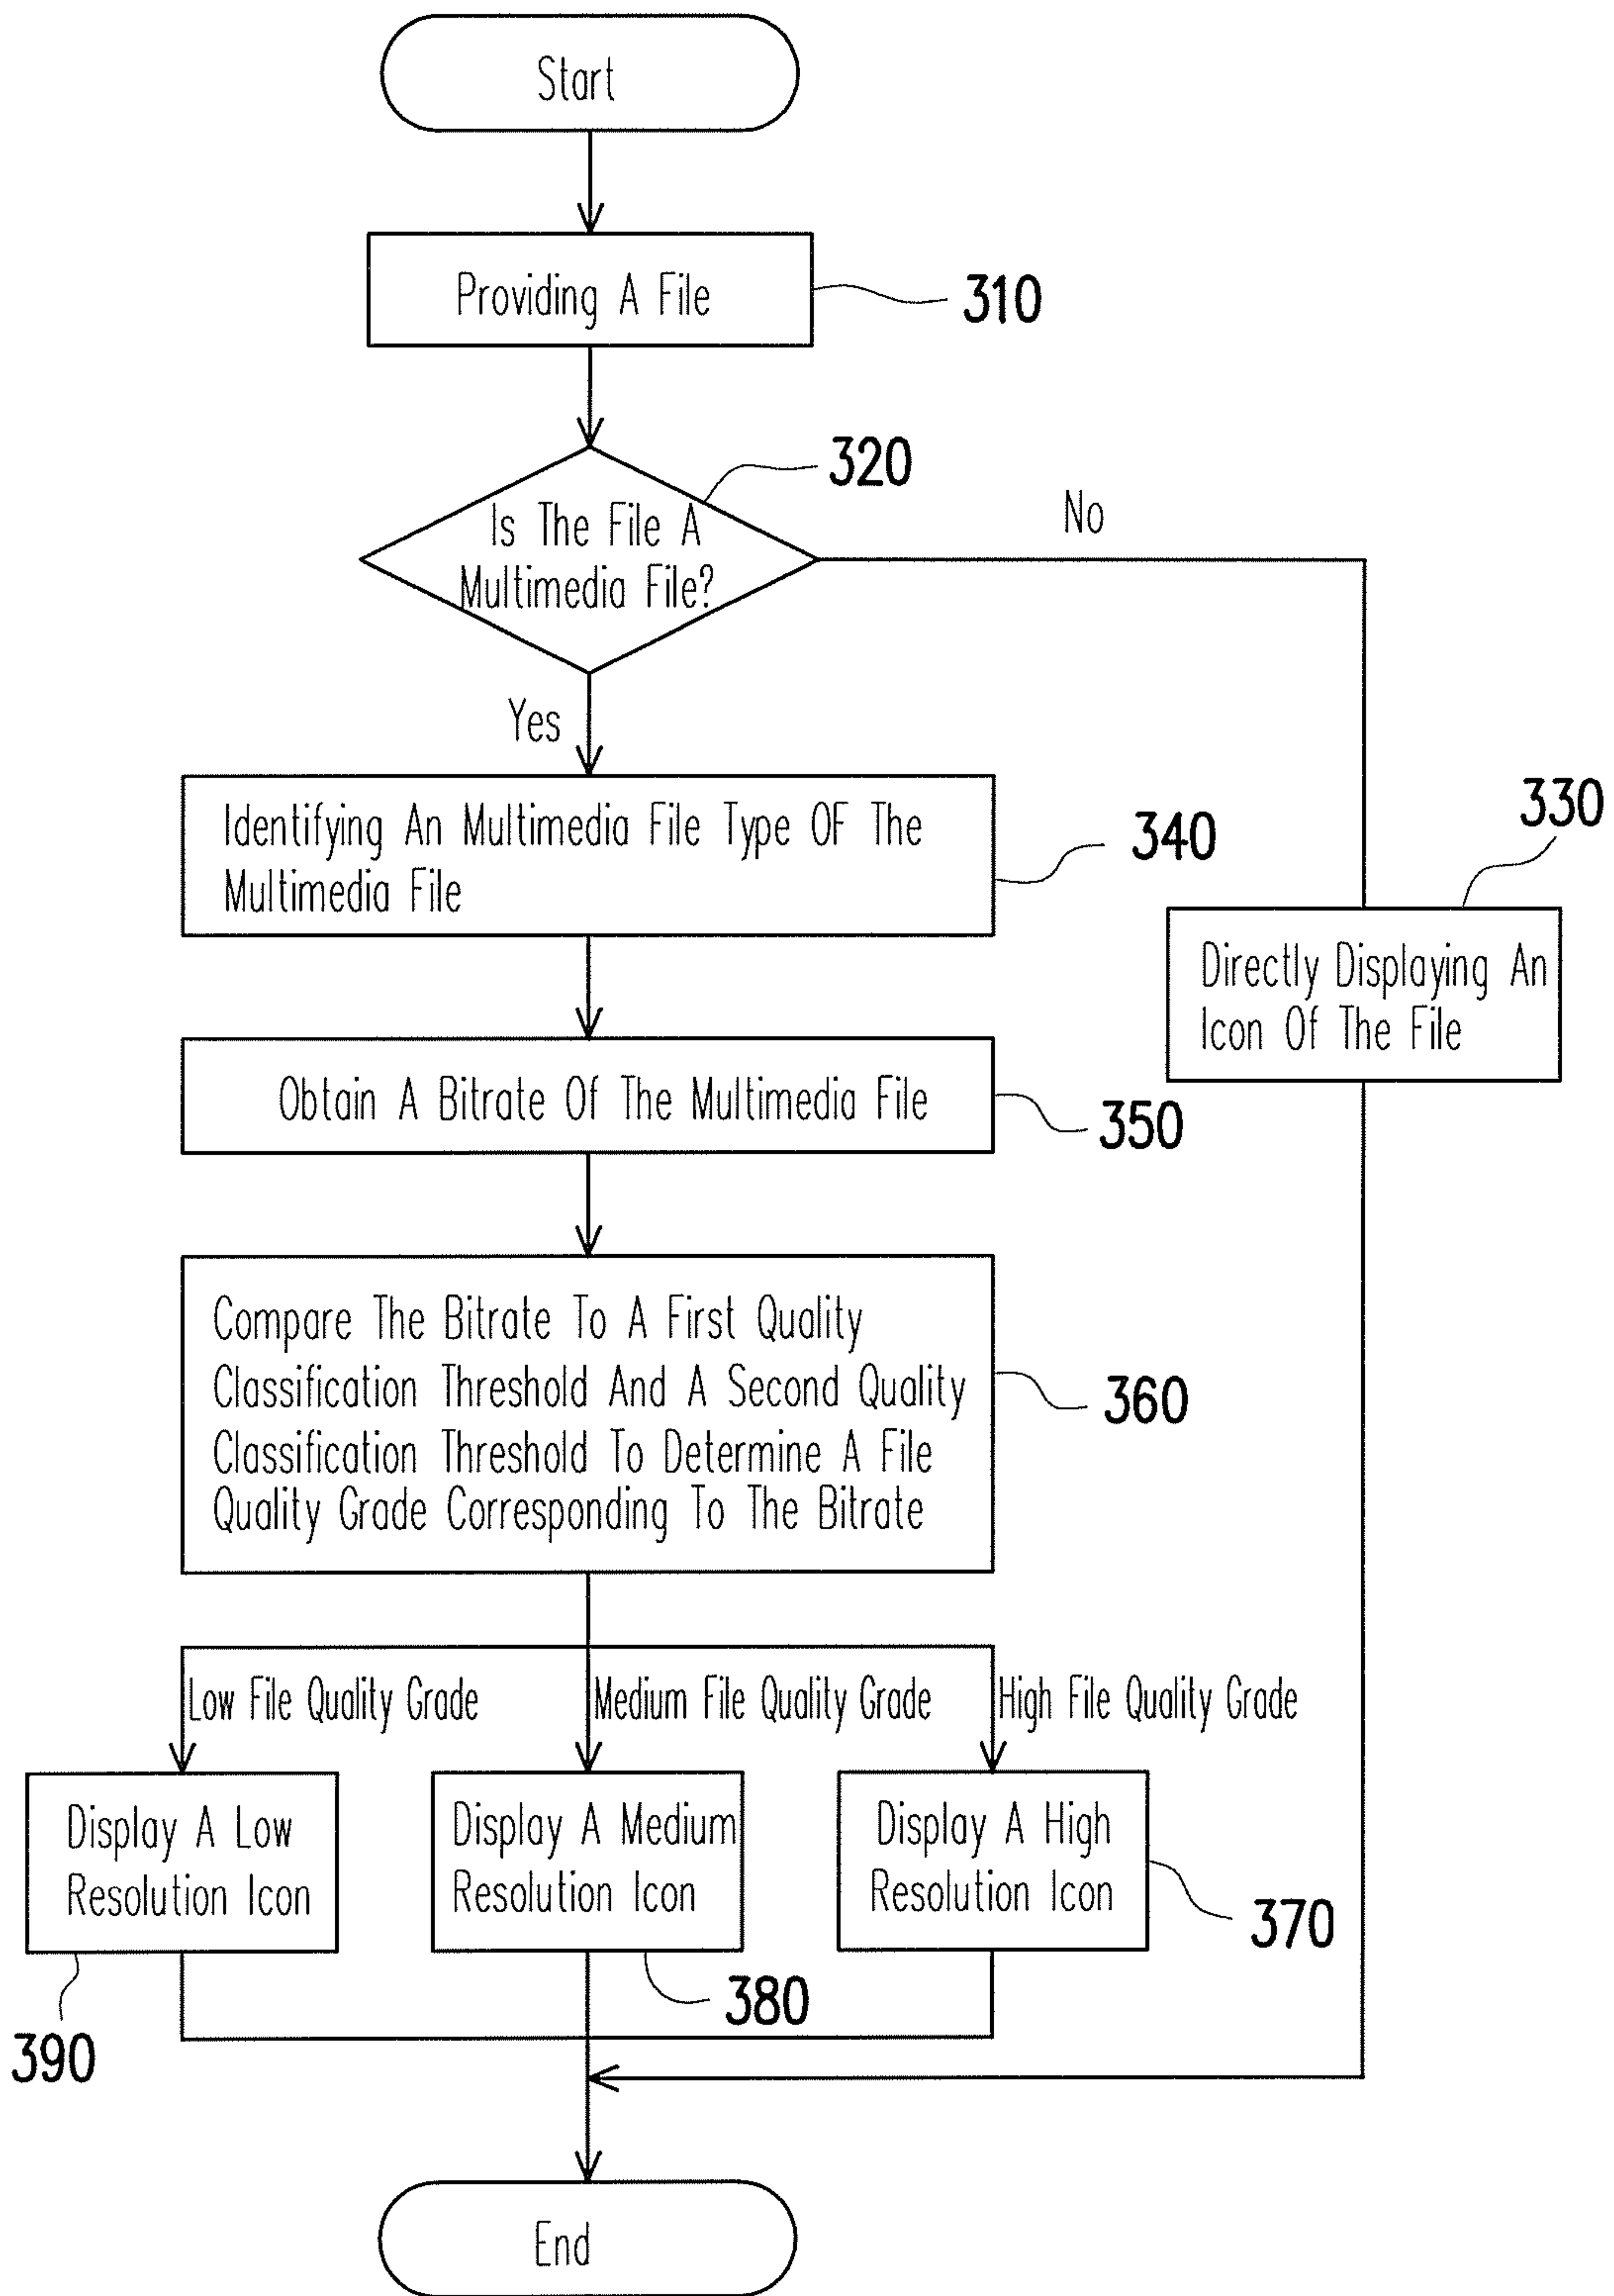 Start
Providing A File
310
320
Is The File A
Multimedia File?
No
Yes
Identifying An Multimedia File Type OF The
Multimedia File
340
330
Directly Displaying An
Icon Of The File
Obtain A Bitrate Of The Multimedia File
350
Compare The Bitrate To A First Quality
Classification Threshold And A Second Quality
Classification Threshold To Determine A File
Quality Grade Corresponding To The Bitrate
360
Low File Quality Grade
Medium File Quality Grade
High File Quality Grade
Display A Low
Resolution Icon
Display A Medium
Resolution Icon
Display A High
Resolution Icon
370
380
390
End